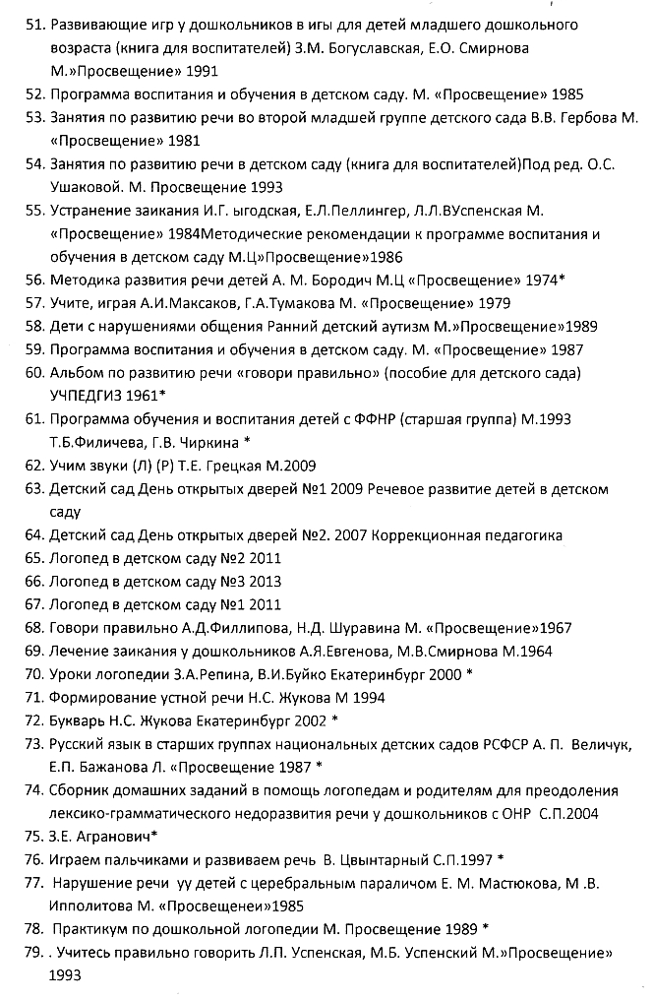 51. Развивающие игр у дошкольников в игы для детей младшего дошкольного
возраста (книга для воспитателей) З.М. Богуславская, Е.О. Смирнова
М.»Просвещение» 1991
52. Программа воспитания и обучения в детском саду. М. «Просвещение» 1985
53. Занятия по развитию речи во второй младшей группе детского сада В.В. Гербова М.
«Просвещение» 1981
54. Занятия по развитию речи в детском саду (книга для воспитателей)Под ред. О.С.
Ушаковой. М. Просвещение 1993
55. Устранение заикания И.Г. ыгодская, Е.Л.Пеллингер, Л.Л.ВУспенская М.
«Просвещение» 1984Методические рекомендации к программе воспитания и
обучения в детском саду М.Ц»Просвещение»1986
56. Методика развития речи детей А. М. Бородич М.Ц «Просвещение» 1974*
57. Учите, играя А.И.Максаков, Г.А.Тумакова М. «Просвещение» 1979
58. Дети с нарушениями общения Ранний детский аутизм М.»Просвещение»1989
59. Программа воспитания и обучения в детском саду. М. «Просвещение» 1987
60. Альбом по развитию речи «говори правильно» (пособие для детского сада)
УЧПЕДГИЗ 1961*
61. Программа обучения и воспитания детей с ФФНР (старшая группа) М.1993
Т.Б.Филичева, Г.В. Чиркина *
62. Учим звуки (Л) (Р) Т.Е. Грецкая М.2009
63. Детский сад День открытых дверей №1 2009 Речевое развитие детей в детском
саду
64. Детский сад День открытых дверей №2. 2007 Коррекционная педагогика
65. Логопед в детском саду №2 2011
66. Логопед в детском саду №3 2013
67. Логопед в детском саду №1 2011
68. Говори правильно А.Д.Филлипова, Н.Д. Шуравина М. «Просвещение»1967
69. Лечение заикания у дошкольников А.Я.Евгенова, М.В.Смирнова М.1964
70. Уроки логопедии З.А.Репина, В.И.Буйко Екатеринбург 2000 *
71. Формирование устной речи Н.С. Жукова М 1994
72. Букварь Н.С. Жукова Екатеринбург 2002 *
73. Русский язык в старших группах национальных детских садов РСФСР А. П. Величук,
Е.П. Бажанова Л. «Просвещение 1987 *
74. Сборник домашних заданий в помощь логопедам и родителям для преодоления
лексико-грамматического недоразвития речи у дошкольников с ОНР С.П.2004
75. З.Е. Агранович*
76. Играем пальчиками и развиваем речь В. Цвынтарный С.П.1997 *
77. Нарушение речи уу детей с церебральным параличом Е. М. Мастюкова, М .В.
Ипполитова М. «Просвещенеи»1985
78. Практикум по дошкольной логопедии М. Просвещение 1989 *
79. . Учитесь правильно говорить Л.П. Успенская, М.Б. Успенский М.»Просвещение»
1993